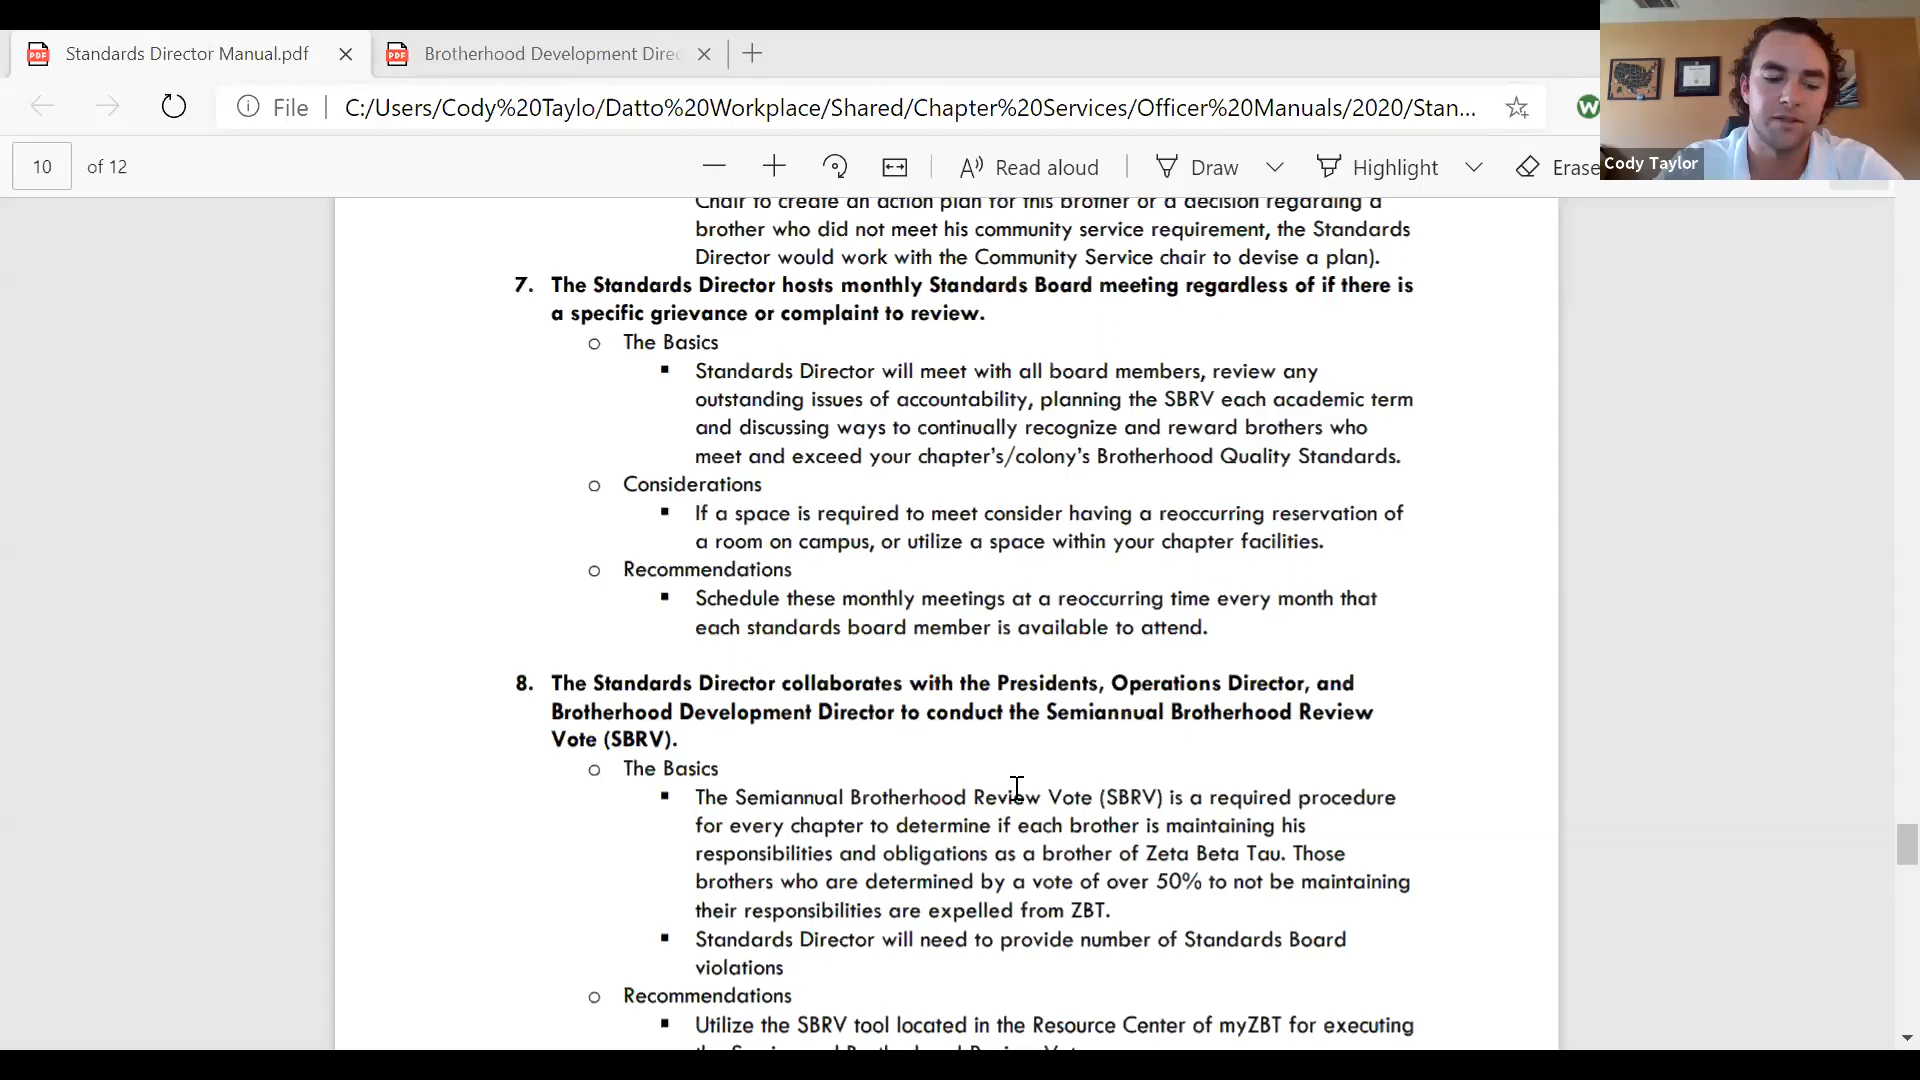 Standards Director Manual.pdf
Brotherhood Development Direc
File
C:/Users/Cody%20Taylo/Datto%20Workplace/Shared/Chapter%20Services/Officer%20Manuals/2020/Stan...
W
10 of 12
Read aloud
Draw
Highlight
Erase
Cody Taylor
Chair to create an action plan for this brother or a decision regarding a
brother who did not meet his community service requirement, the Standards
Director would work with the Community Service chair to devise a plan).
7. The Standards Director hosts monthly Standards Board meeting regardless of if there is
a specific grievance or complaint to review.
o The Basics
▪ Standards Director will meet with all board members, review any
outstanding issues of accountability, planning the SBRV each academic term
and discussing ways to continually recognize and reward brothers who
meet and exceed your chapter's/colony's Brotherhood Quality Standards.
o Considerations
▪ If a space is required to meet consider having a reoccurring reservation of
a room on campus, or utilize a space within your chapter facilities.
o Recommendations
▪ Schedule these monthly meetings at a reoccurring time every month that
each standards board member is available to attend.
8. The Standards Director collaborates with the Presidents, Operations Director, and
Brotherhood Development Director to conduct the Semiannual Brotherhood Review
Vote (SBRV).
o The Basics
▪ The Semiannual Brotherhood Review Vote (SBRV) is a required procedure
for every chapter to determine if each brother is maintaining his
responsibilities and obligations as a brother of Zeta Beta Tau. Those
brothers who are determined by a vote of over 50% to not be maintaining
their responsibilities are expelled from ZBT.
▪ Standards Director will need to provide number of Standards Board
violations
o Recommendations
▪ Utilize the SBRV tool located in the Resource Center of myZBT for executing